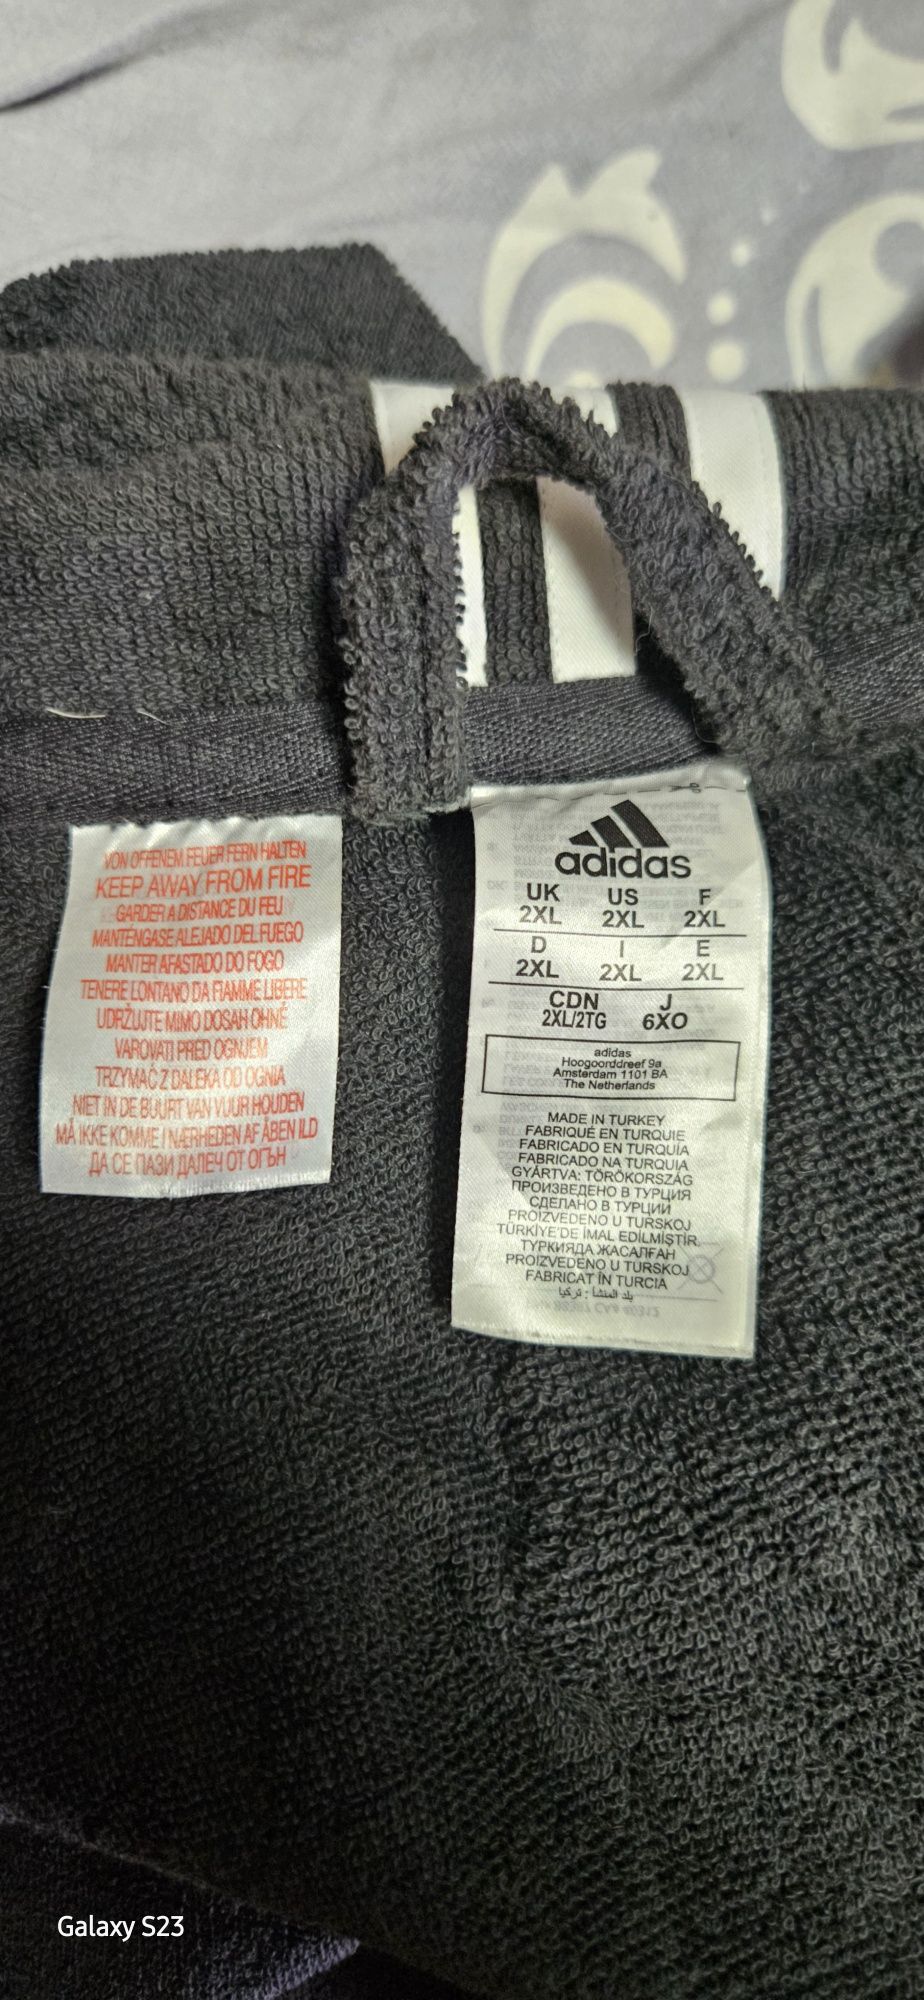 VON OFFENEM FEUER FERN HALTEN
KEEP AWAY FROM FIRE
GARDER A DISTANCE DU FEU
MANTÉNGASE ALEJADO DEL FUEGO
MANTER AFASTADO DO FOGO
TENERE LONTANO DA FIAMME LIBERE
UDRŽUJTE MIMO DOSAH OHNĚ
VAROVATI PRED OGNJEM
TRZYMAĆ Z DALEKA OD OGNIA
NIET IN DE BUURT VAN VUUR HOUDEN
MÅ IKKE KOMME I NÆRHEDEN AF ÅBEN ILD
ДА СЕ ПАЗИ ДАЛЕЧ ОТ ОГЪН
adidas
UK US F
2XL 2XL 2XL
D I E
2XL 2XL 2XL
CDN J
2XL/2TG 6XO
adidas
Hoogoorddreef 9a
Amsterdam 1101 BA
The Netherlands
MADE IN TURKEY
FABRIQUÉ EN TURQUIE
FABRICADO EN TURQUÍA
FABRICADO NA TURQUIA
GYÁRTVA: TÖRÖKORSZÁG
ПРОИЗВЕДЕНО В ТУРЦИЯ
СДЕЛАНО В ТУРЦИИ
PROIZVEDENO U TURSKOJ
TÜRKİYE'DE İMAL EDİLMİŞTİR.
ТУРКИЯДА ЖАСАЛҒАН
PROIZVEDENO U TURSKOJ
FABRICAT ÎN TURCIA
بلد المنشأ : تركيا
Galaxy S23